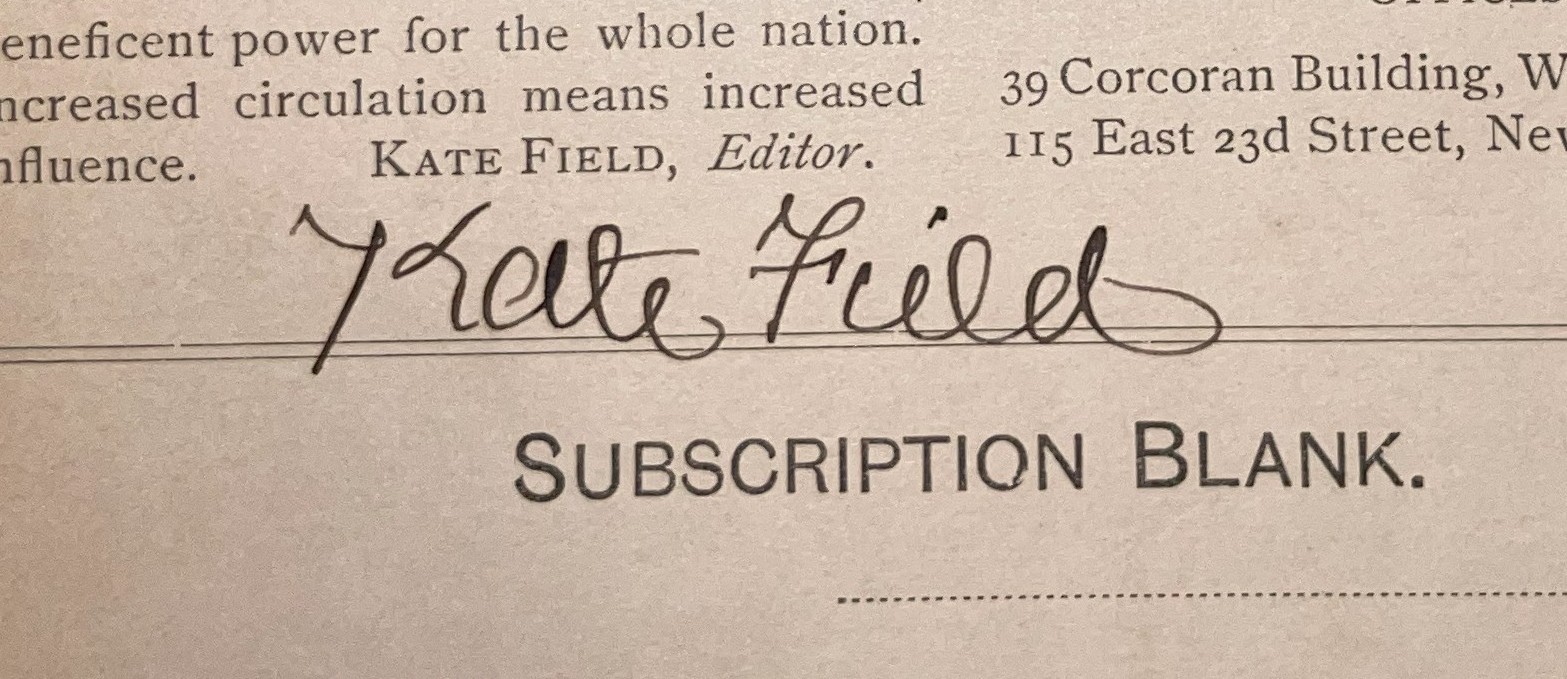 eneficent power for the whole nation.
ncreased circulation means increased
nfluence. KATE FIELD, Editor.
39 Corcoran Building, W
115 East 23d Street, New
Kate Field
SUBSCRIPTION BLANK.